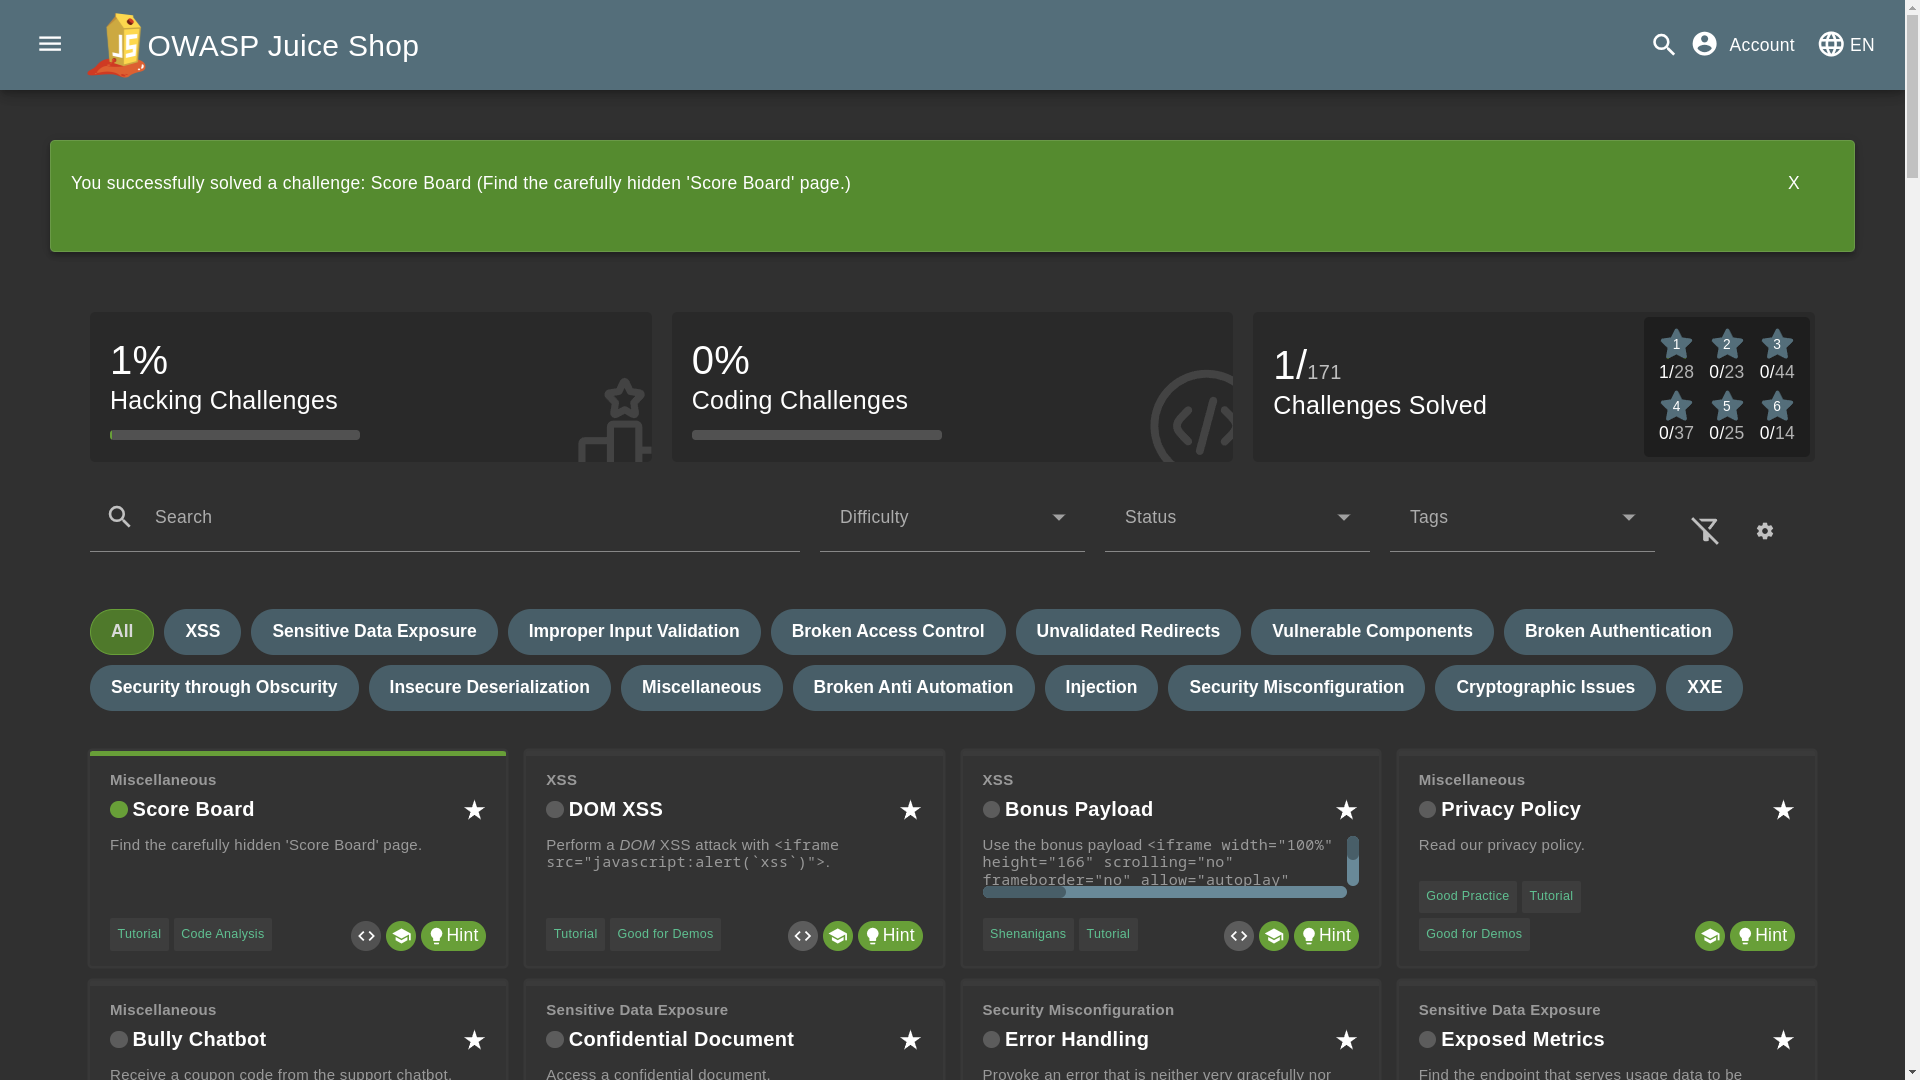 OWASP Juice Shop
Account
EN
You successfully solved a challenge: Score Board (Find the carefully hidden 'Score Board' page.)
X
1%
Hacking Challenges
0%
Coding Challenges
1/171
Challenges Solved
1 2 3
1/28 0/23 0/44
4 5 6
0/37 0/25 0/14
Search
Difficulty
Status
Tags
All
XSS
Sensitive Data Exposure
Improper Input Validation
Broken Access Control
Unvalidated Redirects
Vulnerable Components
Broken Authentication
Security through Obscurity
Insecure Deserialization
Miscellaneous
Broken Anti Automation
Injection
Security Misconfiguration
Cryptographic Issues
XXE
Miscellaneous
Score Board
Find the carefully hidden 'Score Board' page.
Tutorial
Code Analysis
Hint
XSS
DOM XSS
Perform a DOM XSS attack with <iframe
src="javascript:alert(`xss`)">.
Tutorial
Good for Demos
Hint
XSS
Bonus Payload
Use the bonus payload <iframe width="100%"
height="166" scrolling="no"
frameborder="no" allow="autoplay"
Shenanigans
Tutorial
Hint
Miscellaneous
Privacy Policy
Read our privacy policy.
Good Practice
Tutorial
Good for Demos
Hint
Miscellaneous
Bully Chatbot
Receive a coupon code from the support chatbot.
Sensitive Data Exposure
Confidential Document
Access a confidential document.
Security Misconfiguration
Error Handling
Provoke an error that is neither very gracefully nor
Sensitive Data Exposure
Exposed Metrics
Find the endpoint that serves usage data to be